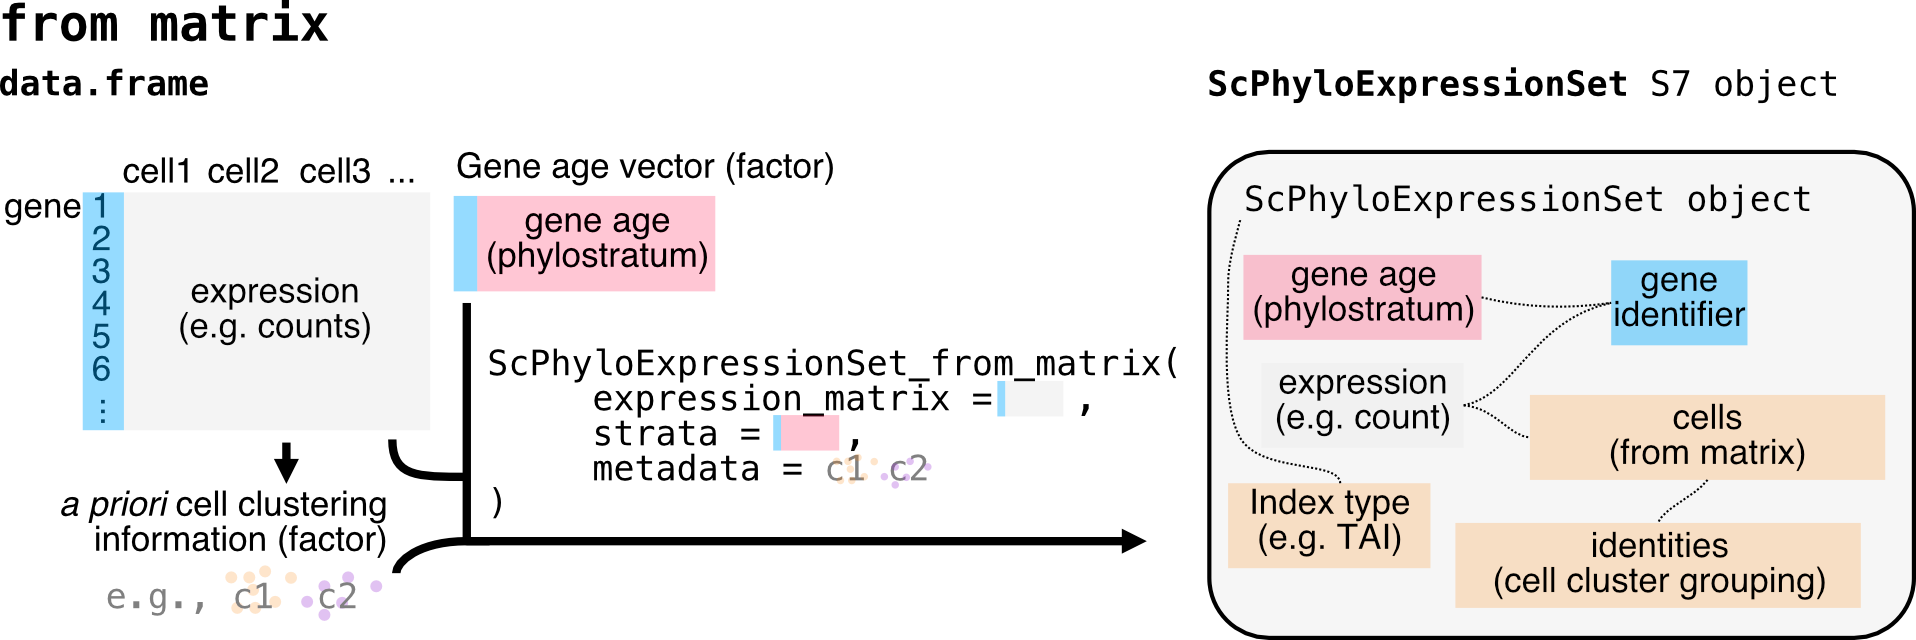 from matrix
data.frame
cell1 cell2 cell3 ...
gene 1
2
3
4
5
6
...
expression
(e.g. counts)
a priori cell clustering
information (factor)
e.g., c1 c2
Gene age vector (factor)
gene age
(phylostratum)
ScPhyloExpressionSet_from_matrix(
expression_matrix = ,
strata = ,
metadata = c1 c2
)
ScPhyloExpressionSet S7 object
ScPhyloExpressionSet object
gene age
(phylostratum)
gene
identifier
expression
(e.g. count)
cells
(from matrix)
Index type
(e.g. TAI)
identities
(cell cluster grouping)